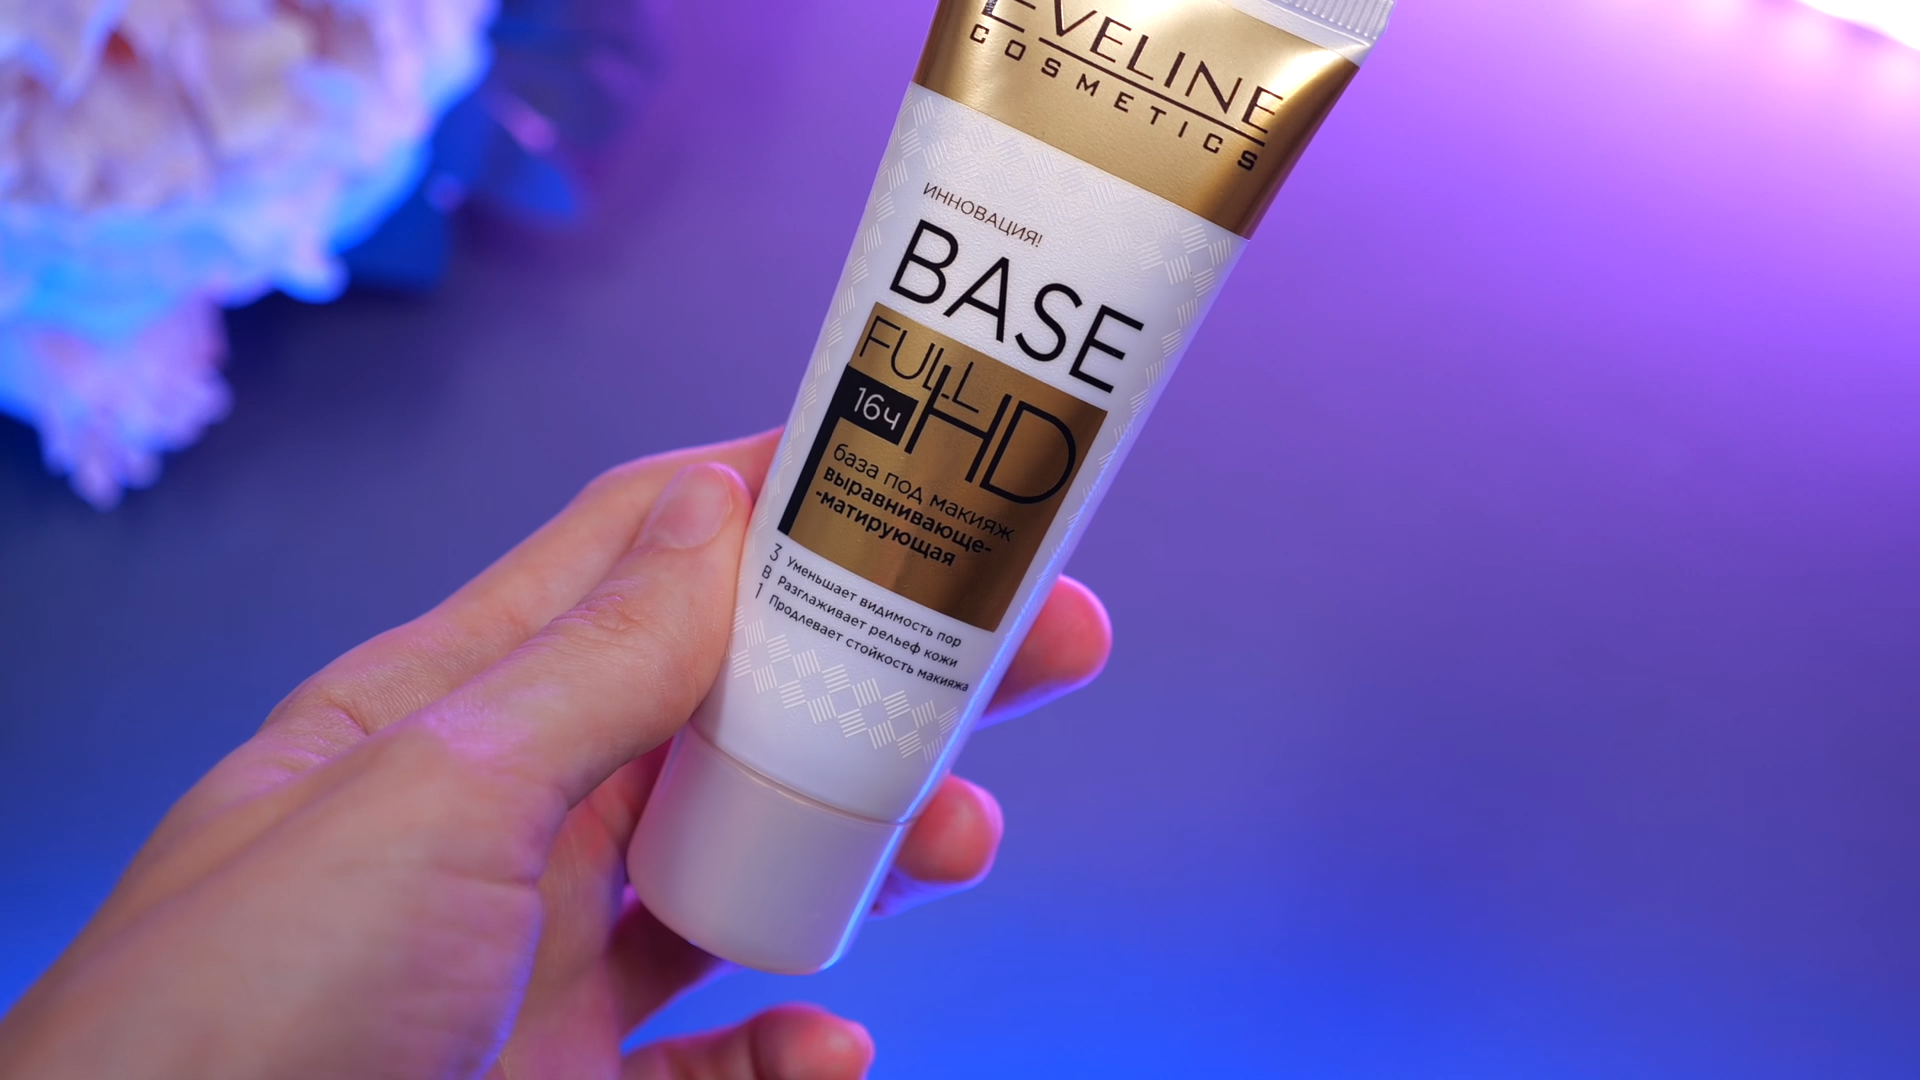 EVELINE
COSMETICS
ИННОВАЦИЯ!
BASE
FULL
HD
16ч
база под макияж
выравнивающе-
-матирующая
3 Уменьшает видимость пор
В Разглаживает рельеф кожи
1 Продлевает стойкость макияжа